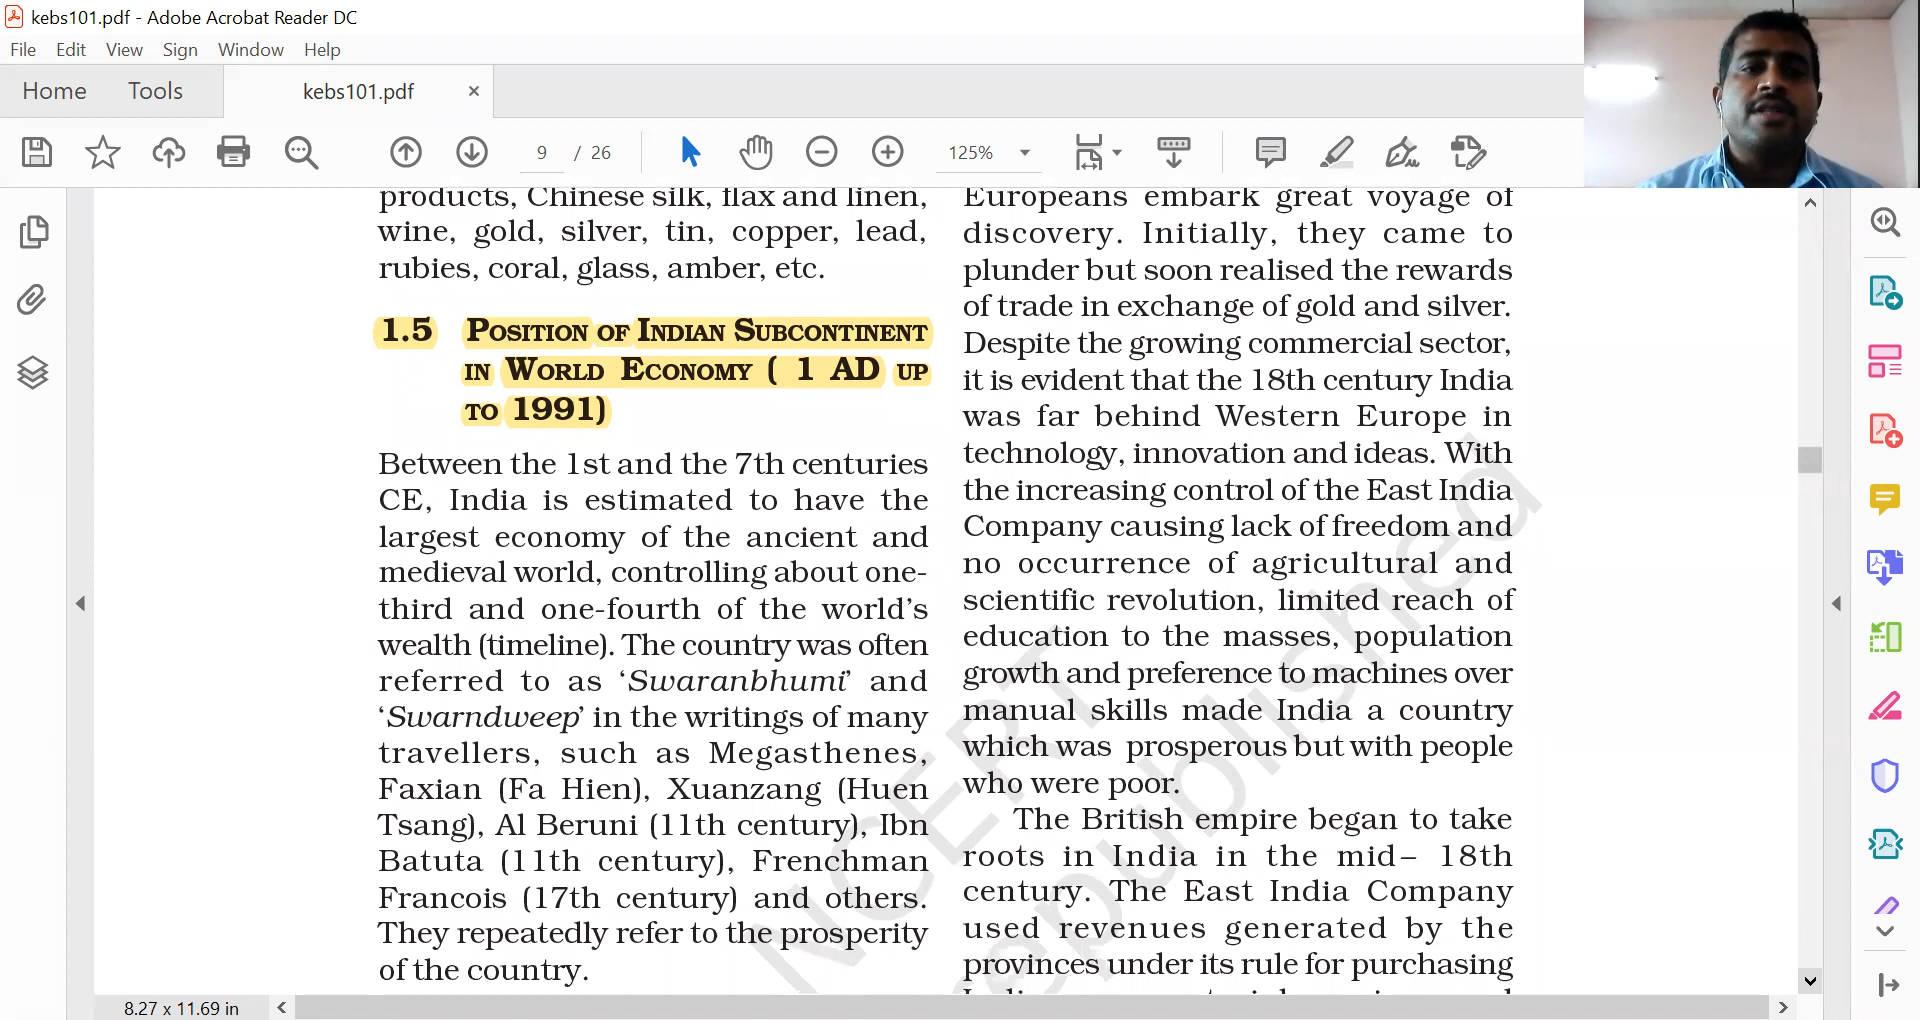 kebs101.pdf - Adobe Acrobat Reader DC
File Edit View Sign Window Help
Home Tools kebs101.pdf ×
9 / 26 125%
products, Chinese silk, flax and linen,
wine, gold, silver, tin, copper, lead,
rubies, coral, glass, amber, etc.
1.5 POSITION OF INDIAN SUBCONTINENT
IN WORLD ECONOMY ( 1 AD UP
TO 1991)
Between the 1st and the 7th centuries
CE, India is estimated to have the
largest economy of the ancient and
medieval world, controlling about one-
third and one-fourth of the world's
wealth (timeline). The country was often
referred to as ‘Swaranbhumi’ and
‘Swarndweep’ in the writings of many
travellers, such as Megasthenes,
Faxian (Fa Hien), Xuanzang (Huen
Tsang), Al Beruni (11th century), Ibn
Batuta (11th century), Frenchman
Francois (17th century) and others.
They repeatedly refer to the prosperity
of the country.
Europeans embark great voyage of
discovery. Initially, they came to
plunder but soon realised the rewards
of trade in exchange of gold and silver.
Despite the growing commercial sector,
it is evident that the 18th century India
was far behind Western Europe in
technology, innovation and ideas. With
the increasing control of the East India
Company causing lack of freedom and
no occurrence of agricultural and
scientific revolution, limited reach of
education to the masses, population
growth and preference to machines over
manual skills made India a country
which was prosperous but with people
who were poor.
The British empire began to take
roots in India in the mid– 18th
century. The East India Company
used revenues generated by the
provinces under its rule for purchasing
NCERT
republished
8.27 x 11.69 in